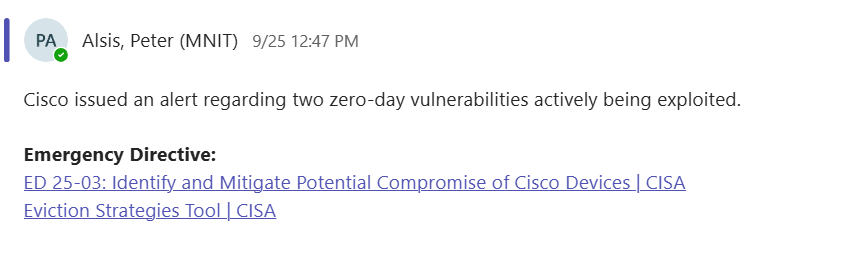 PA
Alsis, Peter (MNIT) 9/25 12:47 PM
Cisco issued an alert regarding two zero-day vulnerabilities actively being exploited.
Emergency Directive:
ED 25-03: Identify and Mitigate Potential Compromise of Cisco Devices | CISA
Eviction Strategies Tool | CISA